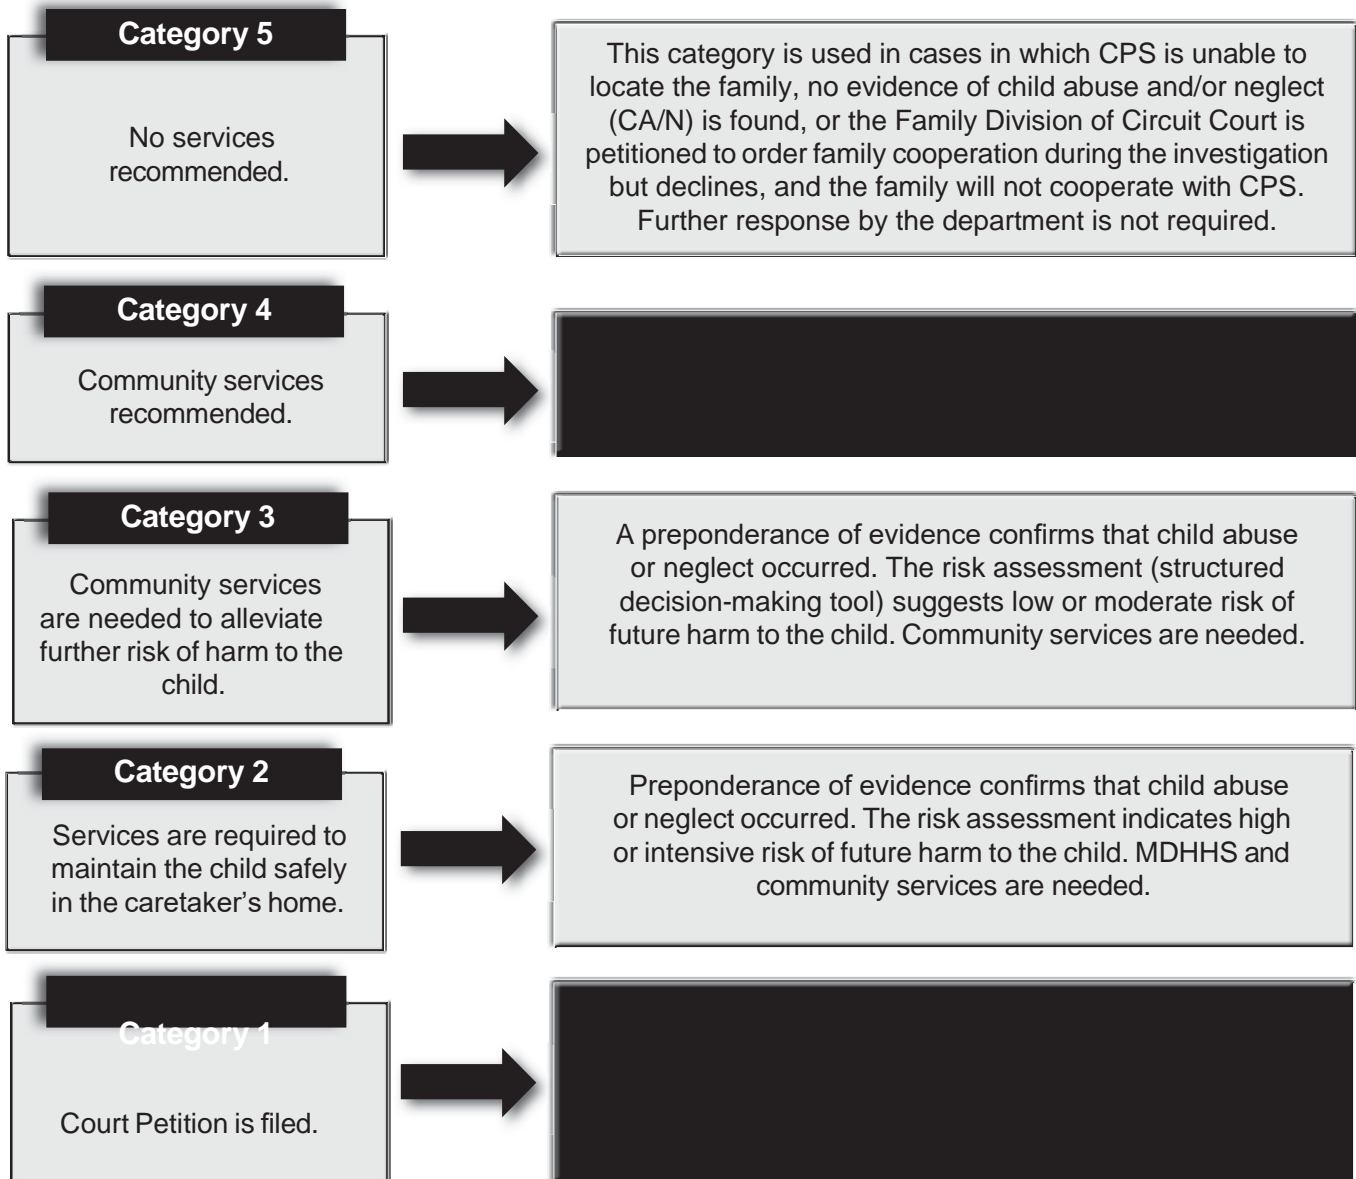 Category 5
No services
recommended.
This category is used in cases in which CPS is unable to
locate the family, no evidence of child abuse and/or neglect
(CA/N) is found, or the Family Division of Circuit Court is
petitioned to order family cooperation during the investigation
but declines, and the family will not cooperate with CPS.
Further response by the department is not required.
Category 4
Community services
recommended.
Category 3
Community services
are needed to alleviate
further risk of harm to the
child.
A preponderance of evidence confirms that child abuse
or neglect occurred. The risk assessment (structured
decision-making tool) suggests low or moderate risk of
future harm to the child. Community services are needed.
Category 2
Services are required to
maintain the child safely
in the caretaker’s home.
Preponderance of evidence confirms that child abuse
or neglect occurred. The risk assessment indicates high
or intensive risk of future harm to the child. MDHHS and
community services are needed.
Category 1
Court Petition is filed.